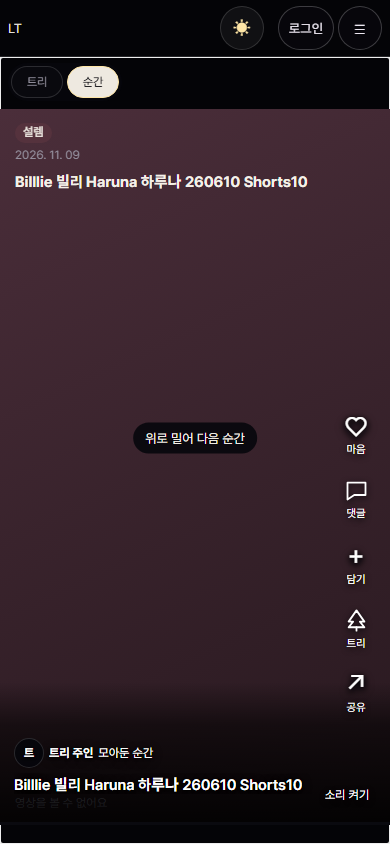 LT
로그인
트리
순간
설렘
2026. 11. 09
Billlie 빌리 Haruna 하루나 260610 Shorts10
위로 밀어 다음 순간
마음
댓글
담기
트리
공유
트 트리 주인 모아둔 순간
Billlie 빌리 Haruna 하루나 260610 Shorts10
영상을 볼 수 없어요
소리 켜기